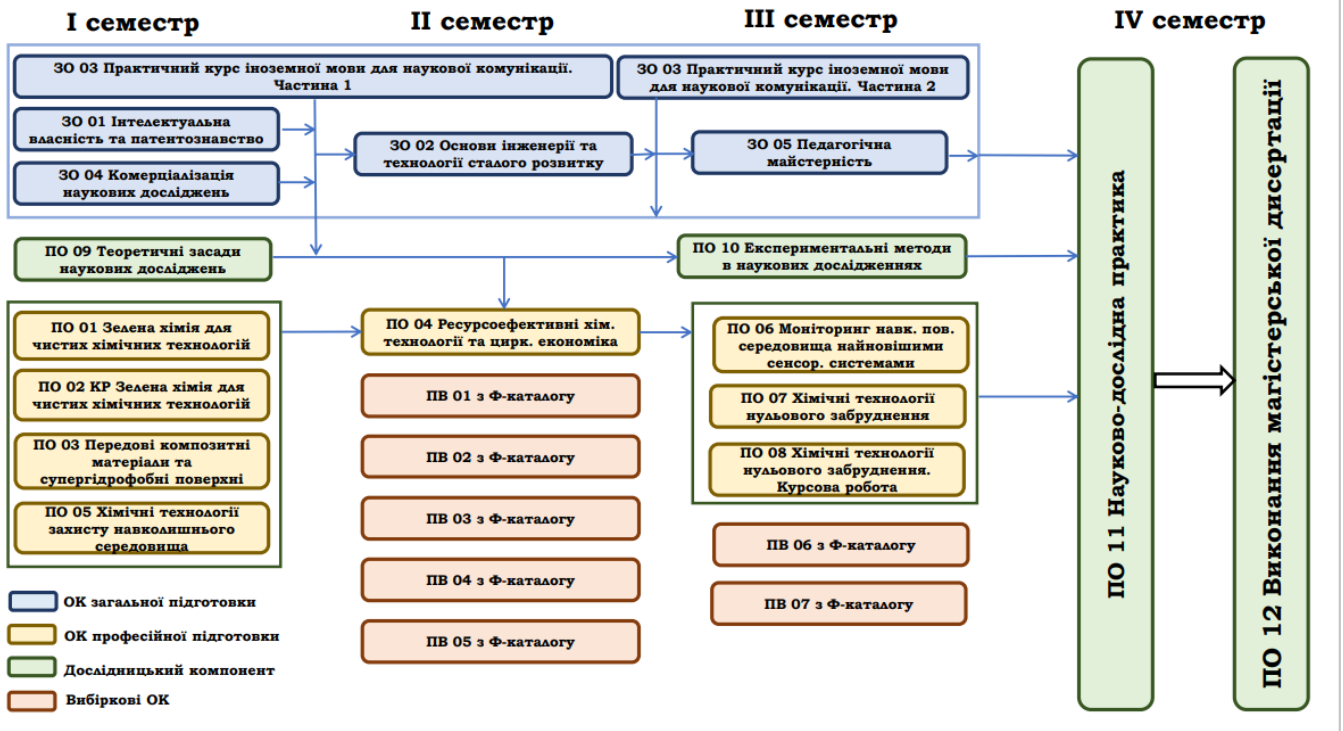 I семестр
II семестр
III семестр
IV семестр
ЗО 03 Практичний курс іноземної мови для наукової комунікації.
Частина 1
ЗО 03 Практичний курс іноземної мови
для наукової комунікації. Частина 2
ЗО 01 Інтелектуальна
власність та патентознавство
ЗО 02 Основи інженерії та
технології сталого розвитку
ЗО 05 Педагогічна
майстерність
ЗО 04 Комерціалізація
наукових досліджень
ПО 09 Теоретичні засади
наукових досліджень
ПО 10 Експериментальні методи
в наукових дослідженнях
ПО 01 Зелена хімія для
чистих хімічних технологій
ПО 02 КР Зелена хімія для
чистих хімічних технологій
ПО 03 Передові композитні
матеріали та
супергідрофобні поверхні
ПО 05 Хімічні технології
захисту навколишнього
середовища
ПО 04 Ресурсоефективні хім.
технології та цирк. економіка
ПВ 01 з Ф-каталогу
ПВ 02 з Ф-каталогу
ПВ 03 з Ф-каталогу
ПВ 04 з Ф-каталогу
ПВ 05 з Ф-каталогу
ПО 06 Моніторинг навк. пов.
середовища найновішими
сенсор. системами
ПО 07 Хімічні технології
нульового забруднення
ПО 08 Хімічні технології
нульового забруднення.
Курсова робота
ПВ 06 з Ф-каталогу
ПВ 07 з Ф-каталогу
ПО 11 Науково-дослідна практика
ПО 12 Виконання магістерської дисертації
ОК загальної підготовки
ОК професійної підготовки
Дослідницький компонент
Вибіркові ОК